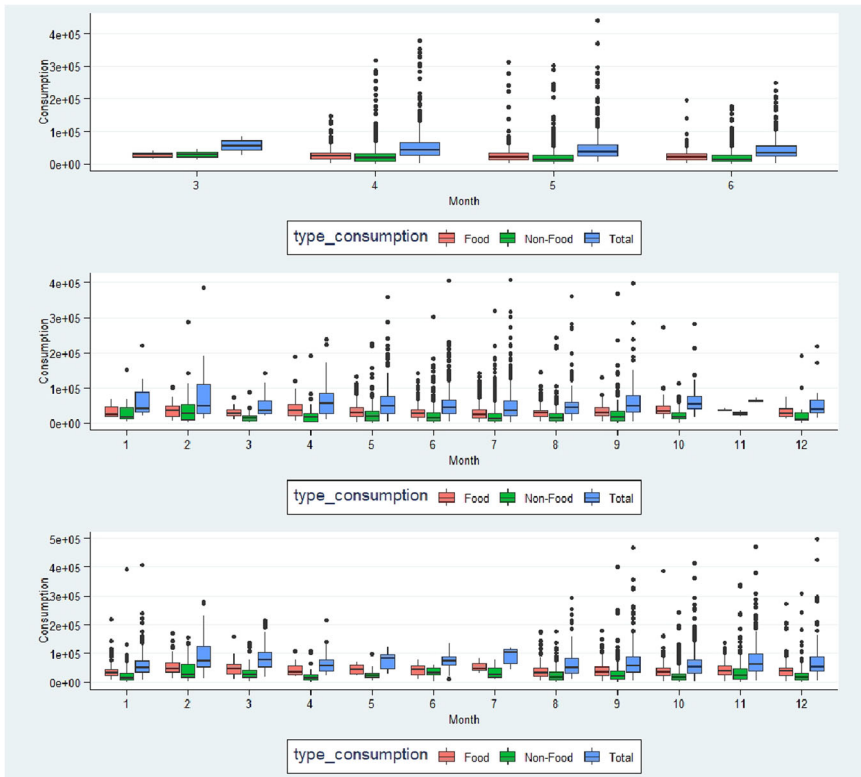 4e+05
3e+05
2e+05
1e+05
0e+00
Consumption
3 4 5 6
Month
type_consumption Food Non-Food Total
4e+05
3e+05
2e+05
1e+05
0e+00
Consumption
1 2 3 4 5 6 7 8 9 10 11 12
Month
type_consumption Food Non-Food Total
5e+05
4e+05
3e+05
2e+05
1e+05
0e+00
Consumption
1 2 3 4 5 6 7 8 9 10 11 12
Month
type_consumption Food Non-Food Total